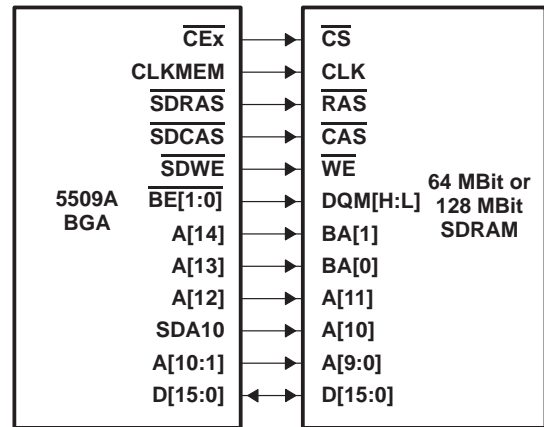 CEx CS
CLKMEM CLK
SDRAS RAS
SDCAS CAS
SDWE WE
BE[1:0] DQM[H:L]
A[14] BA[1]
A[13] BA[0]
A[12] A[11]
SDA10 A[10]
A[10:1] A[9:0]
D[15:0] D[15:0]
5509A
BGA
64 MBit or
128 MBit
SDRAM